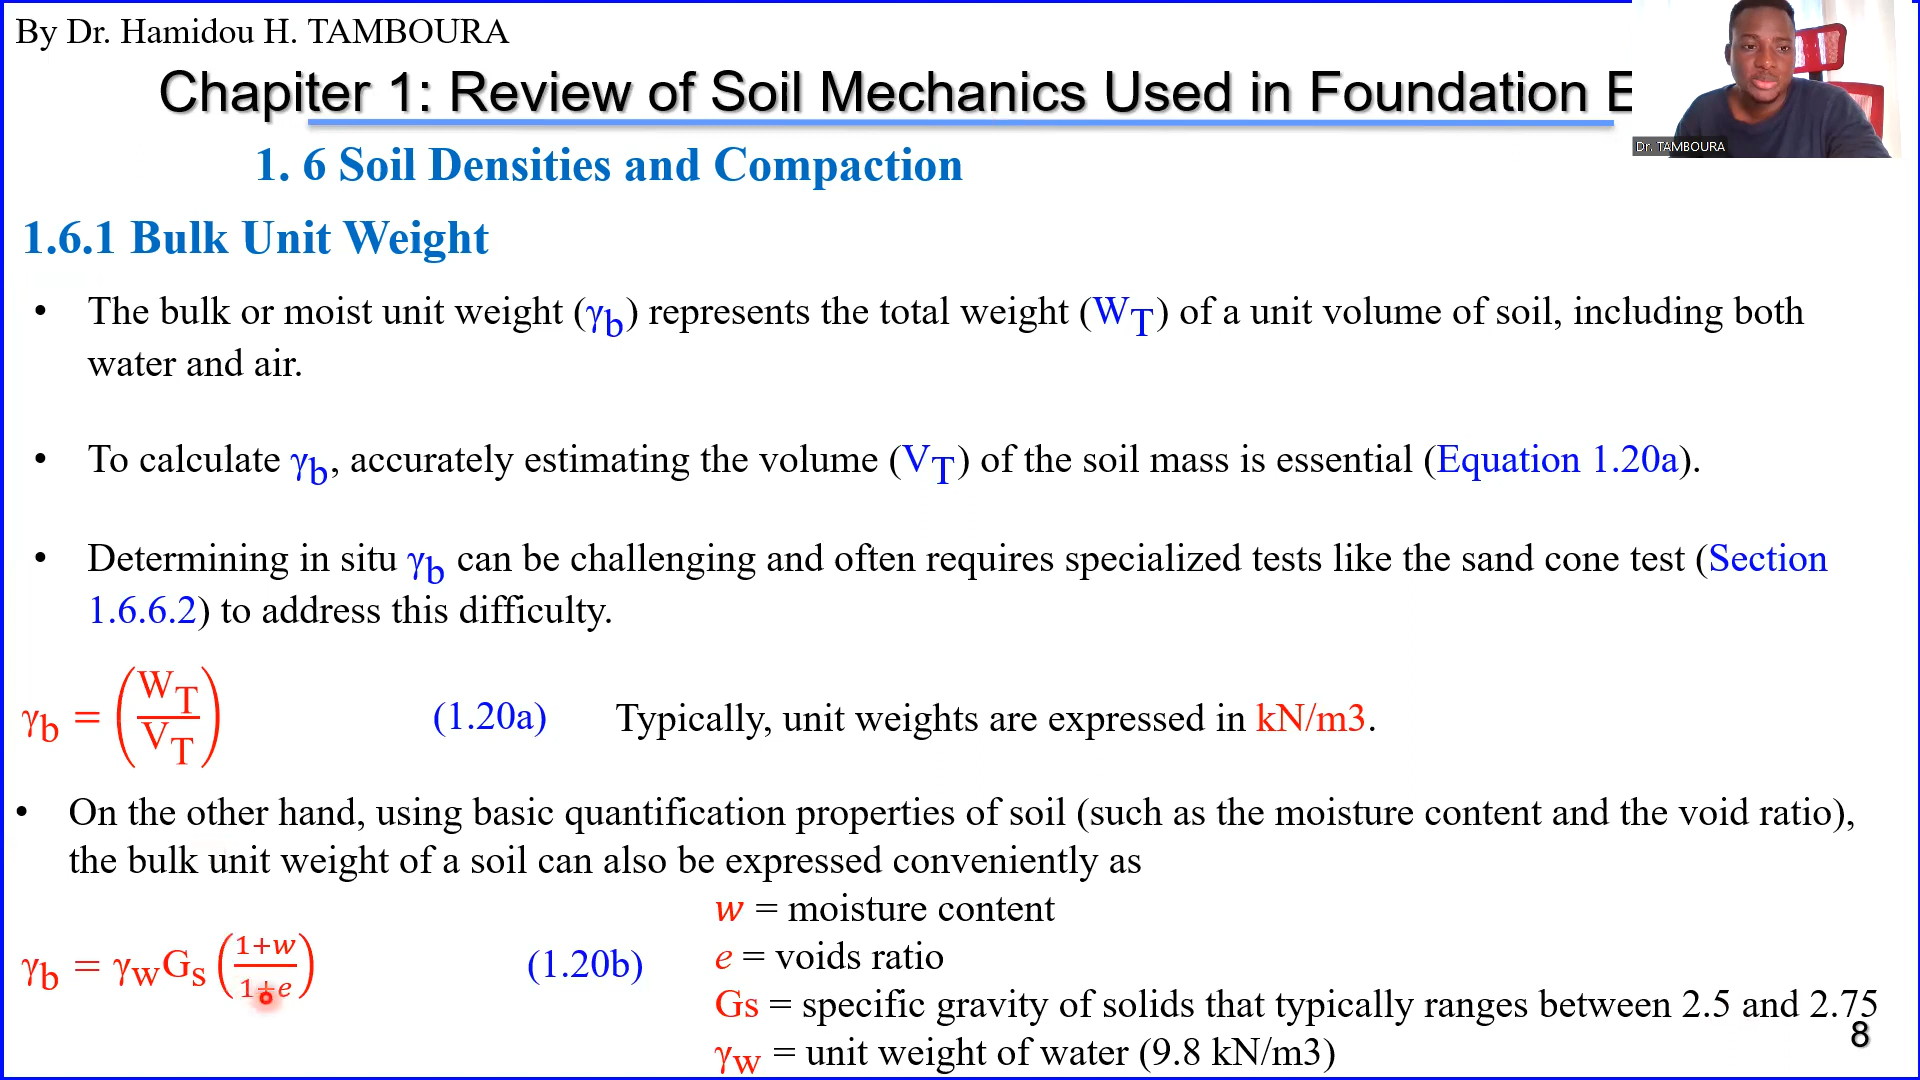 By Dr. Hamidou H. TAMBOURA
Chapiter 1: Review of Soil Mechanics Used in Foundation E
Dr. TAMBOURA
1. 6 Soil Densities and Compaction
1.6.1 Bulk Unit Weight
• The bulk or moist unit weight (γb) represents the total weight (WT) of a unit volume of soil, including both
water and air.
• To calculate γb, accurately estimating the volume (VT) of the soil mass is essential (Equation 1.20a).
• Determining in situ γb can be challenging and often requires specialized tests like the sand cone test (Section
1.6.6.2) to address this difficulty.
γb = (WT/VT) (1.20a) Typically, unit weights are expressed in kN/m3.
• On the other hand, using basic quantification properties of soil (such as the moisture content and the void ratio),
the bulk unit weight of a soil can also be expressed conveniently as
γb = γwGs (1+w/1+e) (1.20b)
w = moisture content
e = voids ratio
Gs = specific gravity of solids that typically ranges between 2.5 and 2.75
γw = unit weight of water (9.8 kN/m3)
8